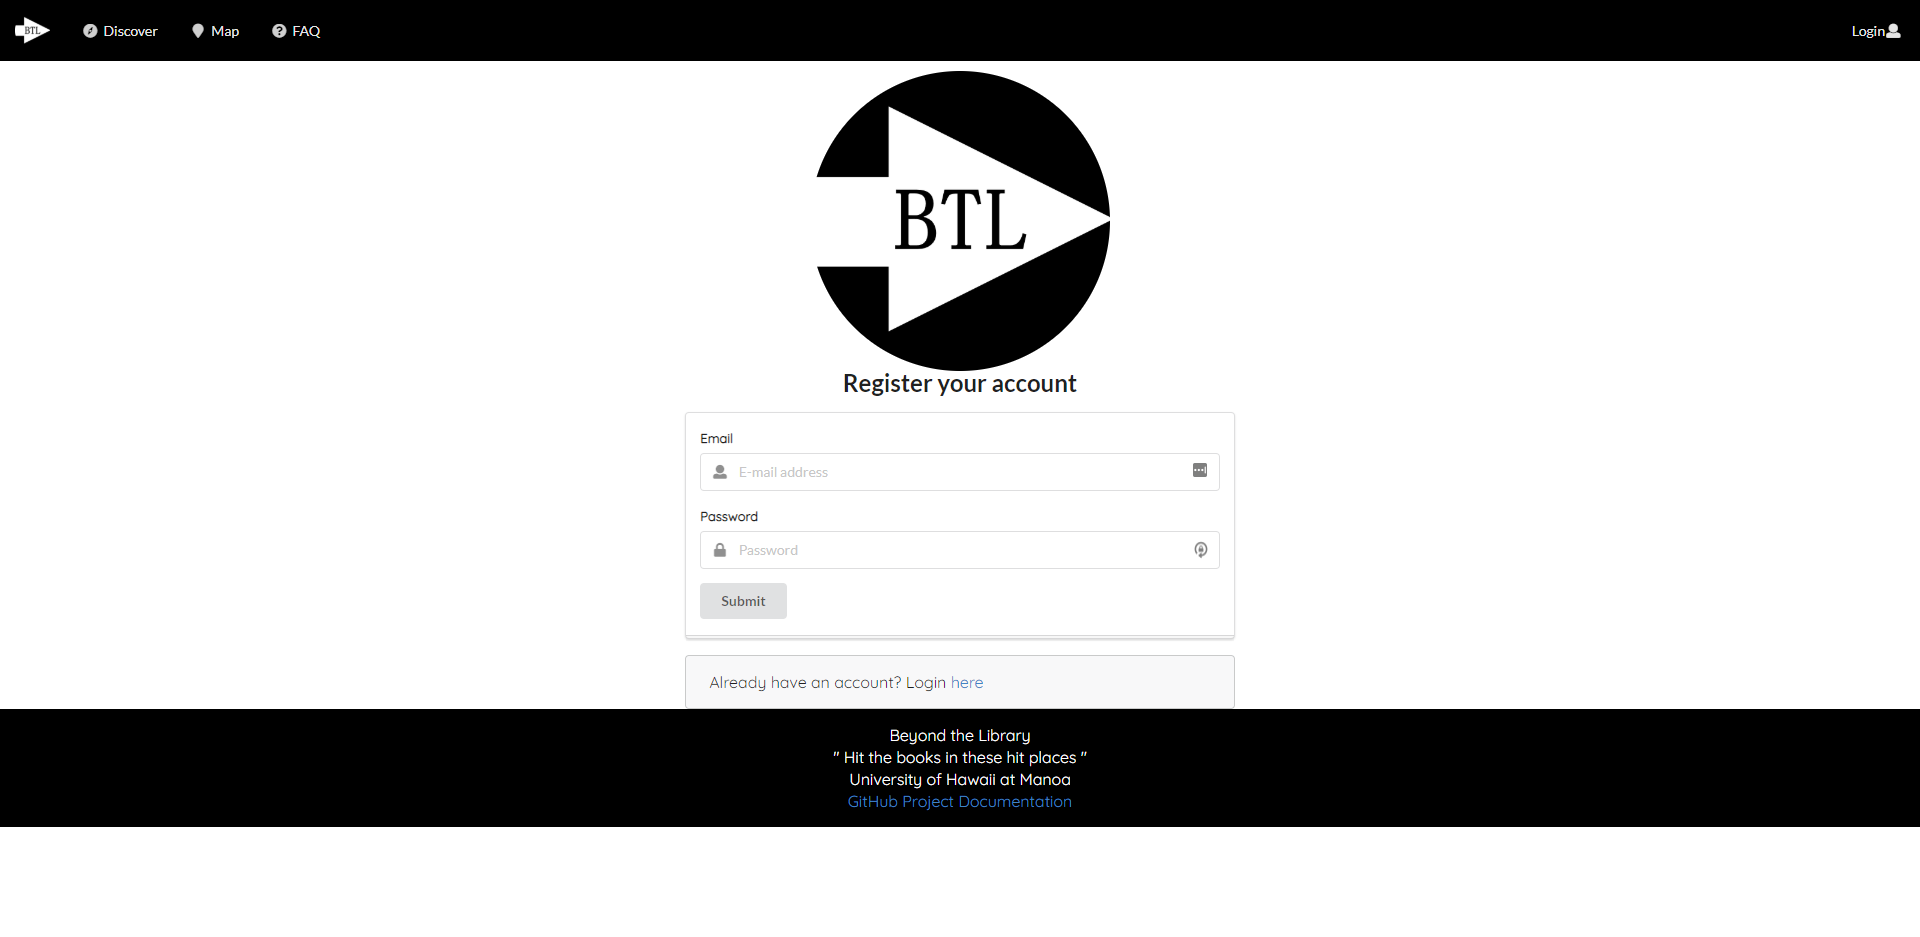 BTL
Discover
Map
FAQ
Login
BTL
Register your account
Email
E-mail address
Password
Password
Submit
Already have an account? Login here
Beyond the Library
" Hit the books in these hit places "
University of Hawaii at Manoa
GitHub Project Documentation